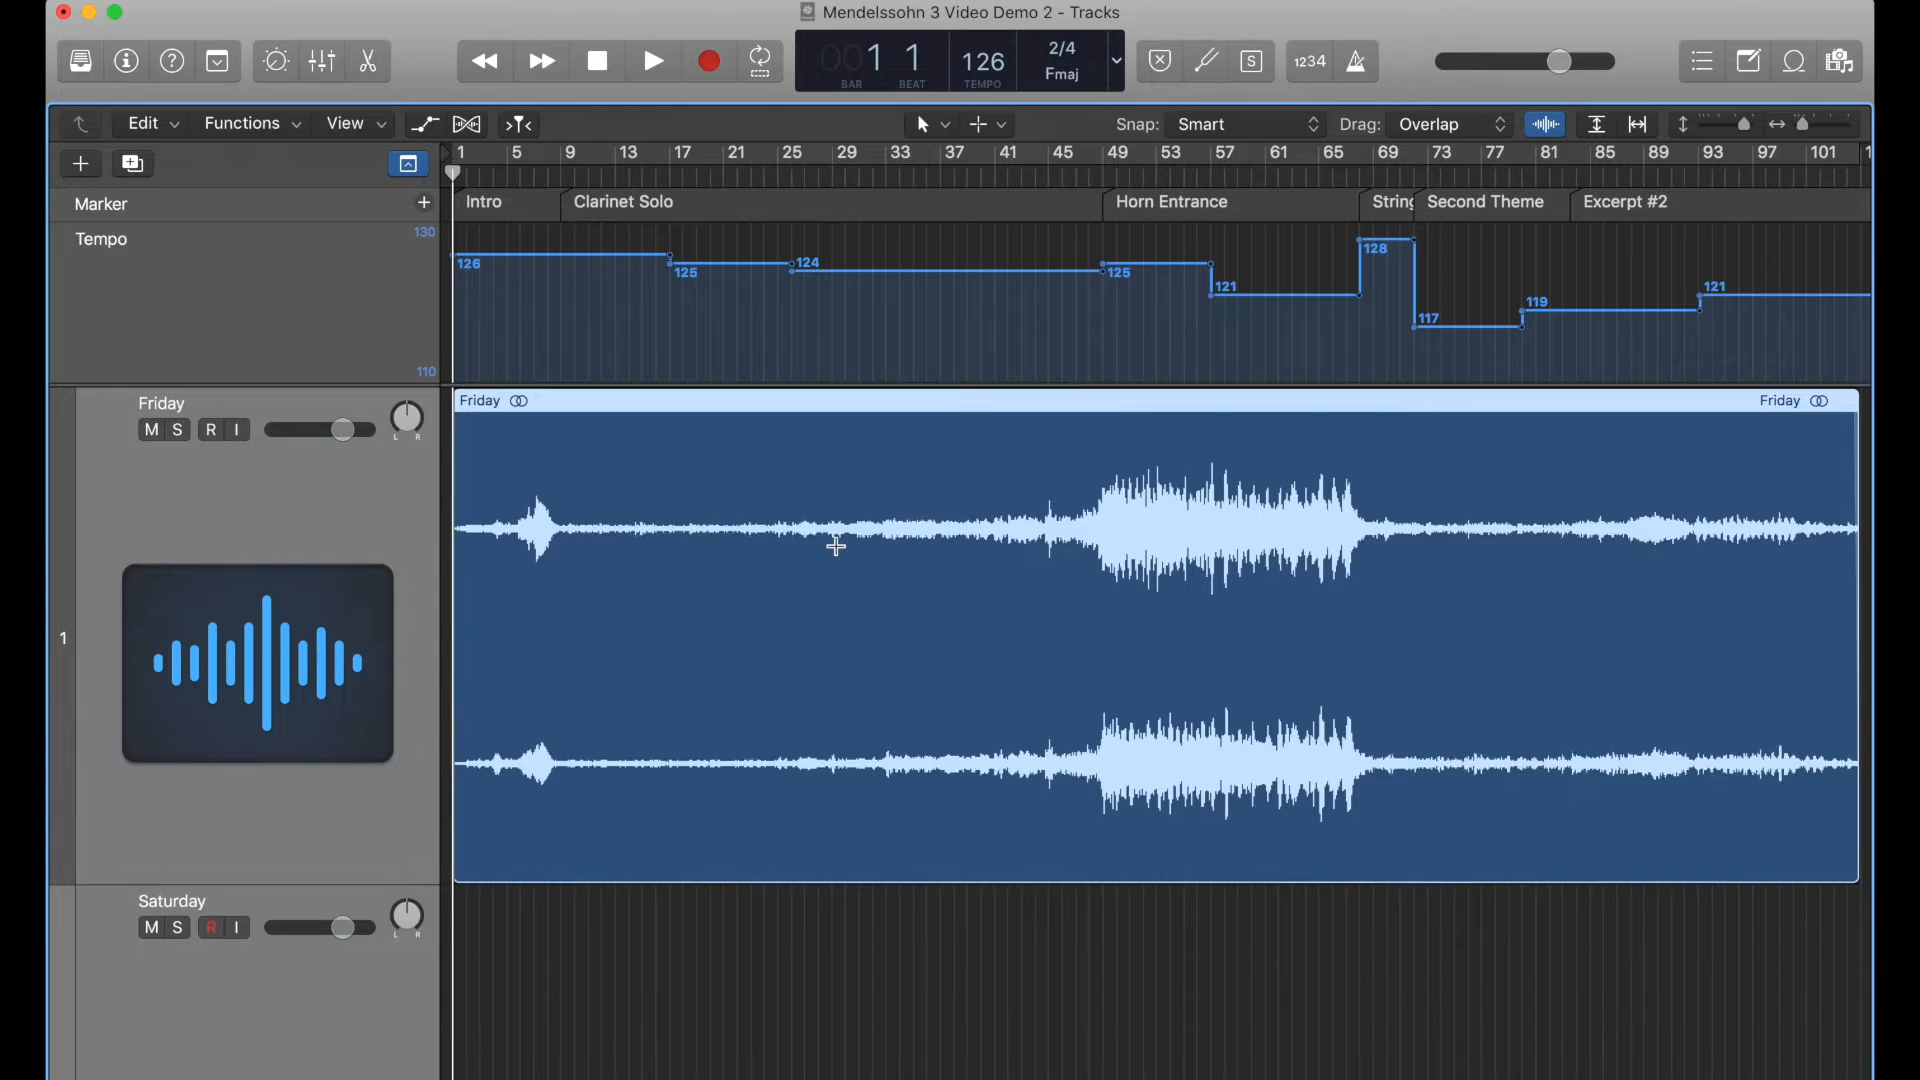 Mendelssohn 3 Video Demo 2 - Tracks
001 1 126 2/4 Fmaj
BAR BEAT TEMPO
S 1234
Edit Functions View Snap: Smart Drag: Overlap
1 5 9 13 17 21 25 29 33 37 41 45 49 53 57 61 65 69 73 77 81 85 89 93 97 101
Marker + Intro Clarinet Solo Horn Entrance String Second Theme Excerpt #2
Tempo 130
126 125 124 125 121 128 117 119 121
110
Friday
M S R I L R
Friday Friday
1
Saturday
M S R I L R